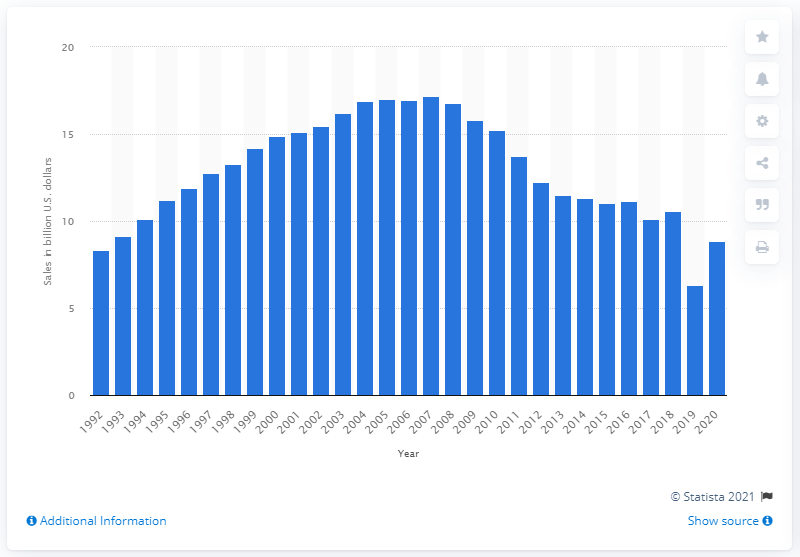 20
15
10
5
0
Sales in billion U.S. dollars
1992 1993 1994 1995 1996 1997 1998 1999 2000 2001 2002 2003 2004 2005 2006 2007 2008 2009 2010 2011 2012 2013 2014 2015 2016 2017 2018 2019 2020
Year
© Statista 2021
Additional Information
Show source